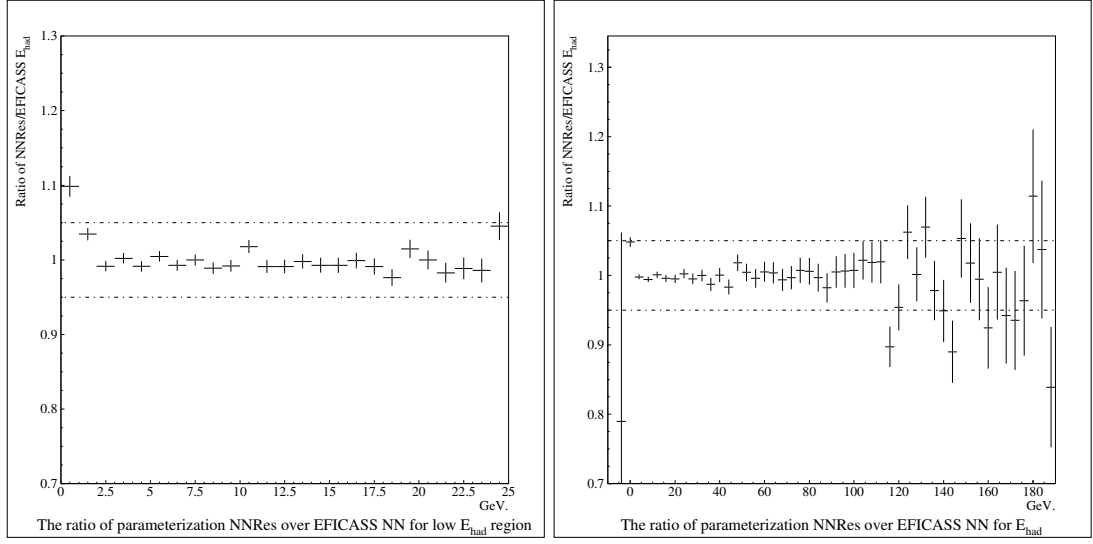 Ratio of NNRes/EFICASS E_had
1.3
1.2
1.1
1
0.9
0.8
0.7
0 2.5 5 7.5 10 12.5 15 17.5 20 22.5 25
GeV.
The ratio of parameterization NNRes over EFICASS NN for low E_had region
Ratio of NNRes/EFICASS E_had
1.3
1.2
1.1
1
0.9
0.8
0.7
0 20 40 60 80 100 120 140 160 180
GeV.
The ratio of parameterization NNRes over EFICASS NN for E_had